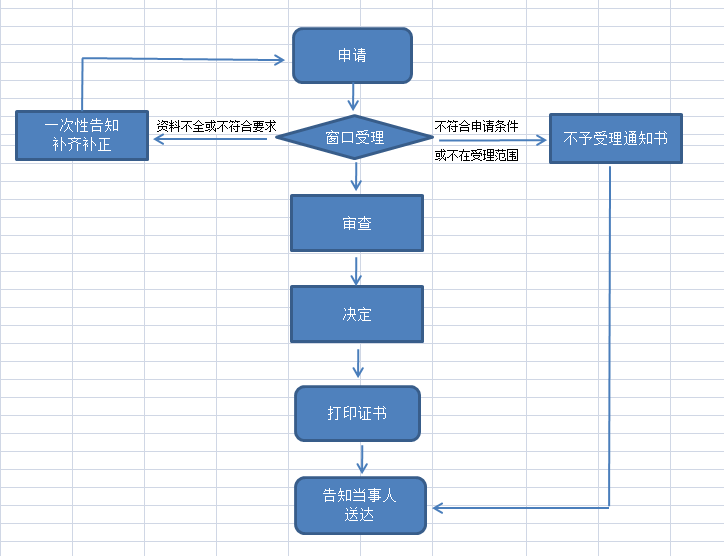 申请
一次性告知
补齐补正
资料不全或不符合要求
窗口受理
不符合申请条件
或不在受理范围
不予受理通知书
审查
决定
打印证书
告知当事人
送达